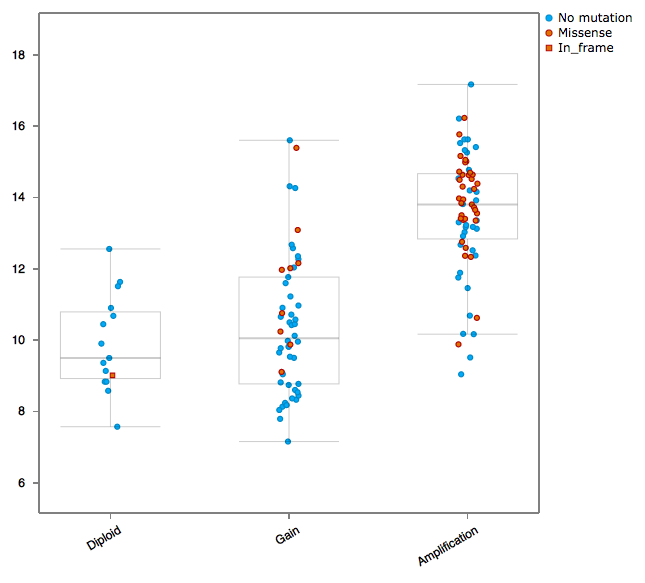 No mutation
Missense
In_frame
18
16
14
12
10
8
6
Diploid
Gain
Amplification